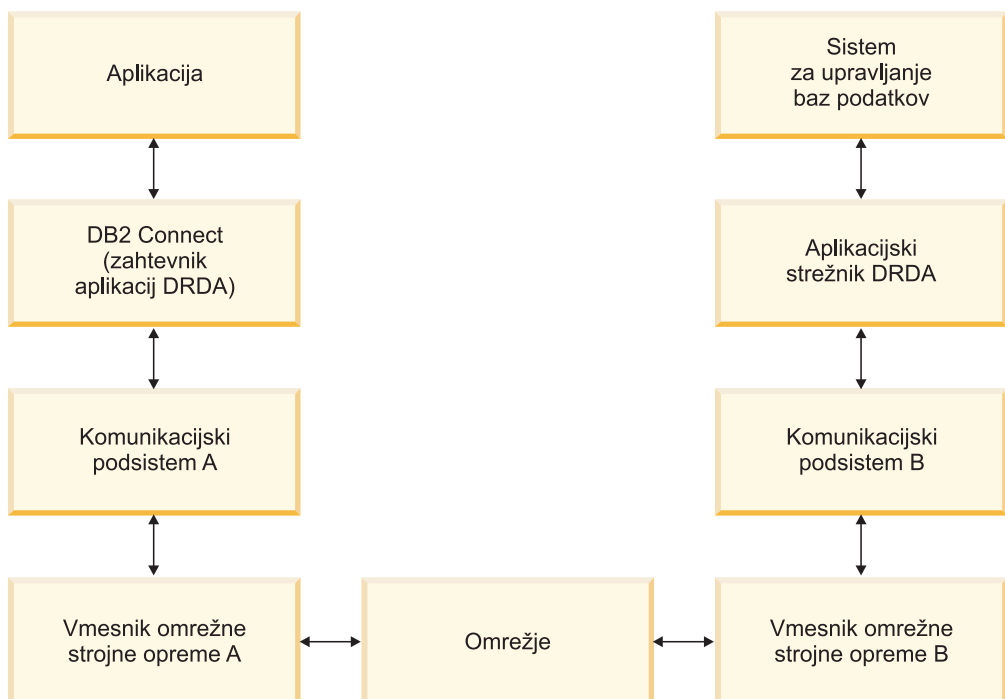 Aplikacija
Sistem
za upravljanje
baz podatkov
DB2 Connect
(zahtevnik
aplikacij DRDA)
Aplikacijski
strežnik DRDA
Komunikacijski
podsistem A
Komunikacijski
podsistem B
Vmesnik omrežne
strojne opreme A
Omrežje
Vmesnik omrežne
strojne opreme B